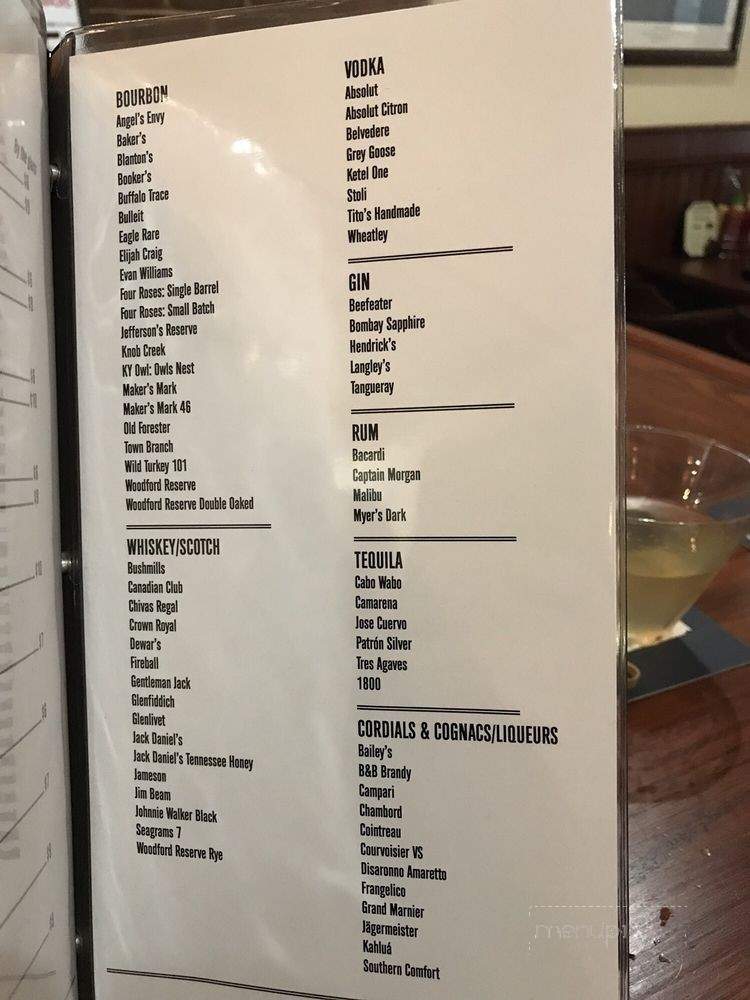 BOURBON
Angel's Envy
Baker's
Blanton's
Booker's
Buffalo Trace
Bulleit
Eagle Rare
Elijah Craig
Evan Williams
Four Roses: Single Barrel
Four Roses: Small Batch
Jefferson's Reserve
Knob Creek
KY Owl: Owls Nest
Maker's Mark
Maker's Mark 46
Old Forester
Town Branch
Wild Turkey 101
Woodford Reserve
Woodford Reserve Double Oaked
WHISKEY/SCOTCH
Bushmills
Canadian Club
Chivas Regal
Crown Royal
Dewar's
Fireball
Gentleman Jack
Glenfiddich
Glenlivet
Jack Daniel's
Jack Daniel's Tennessee Honey
Jameson
Jim Beam
Johnnie Walker Black
Seagrams 7
Woodford Reserve Rye
VODKA
Absolut
Absolut Citron
Belvedere
Grey Goose
Ketel One
Stoli
Tito's Handmade
Wheatley
GIN
Beefeater
Bombay Sapphire
Hendrick's
Langley's
Tangueray
RUM
Bacardi
Captain Morgan
Malibu
Myer's Dark
TEQUILA
Cabo Wabo
Camarena
Jose Cuervo
Patrón Silver
Tres Agaves
1800
CORDIALS & COGNACS/LIQUEURS
Bailey's
B&B Brandy
Campari
Chambord
Cointreau
Courvoisier VS
Disaronno Amaretto
Frangelico
Grand Marnier
Jägermeister
Kahluá
Southern Comfort